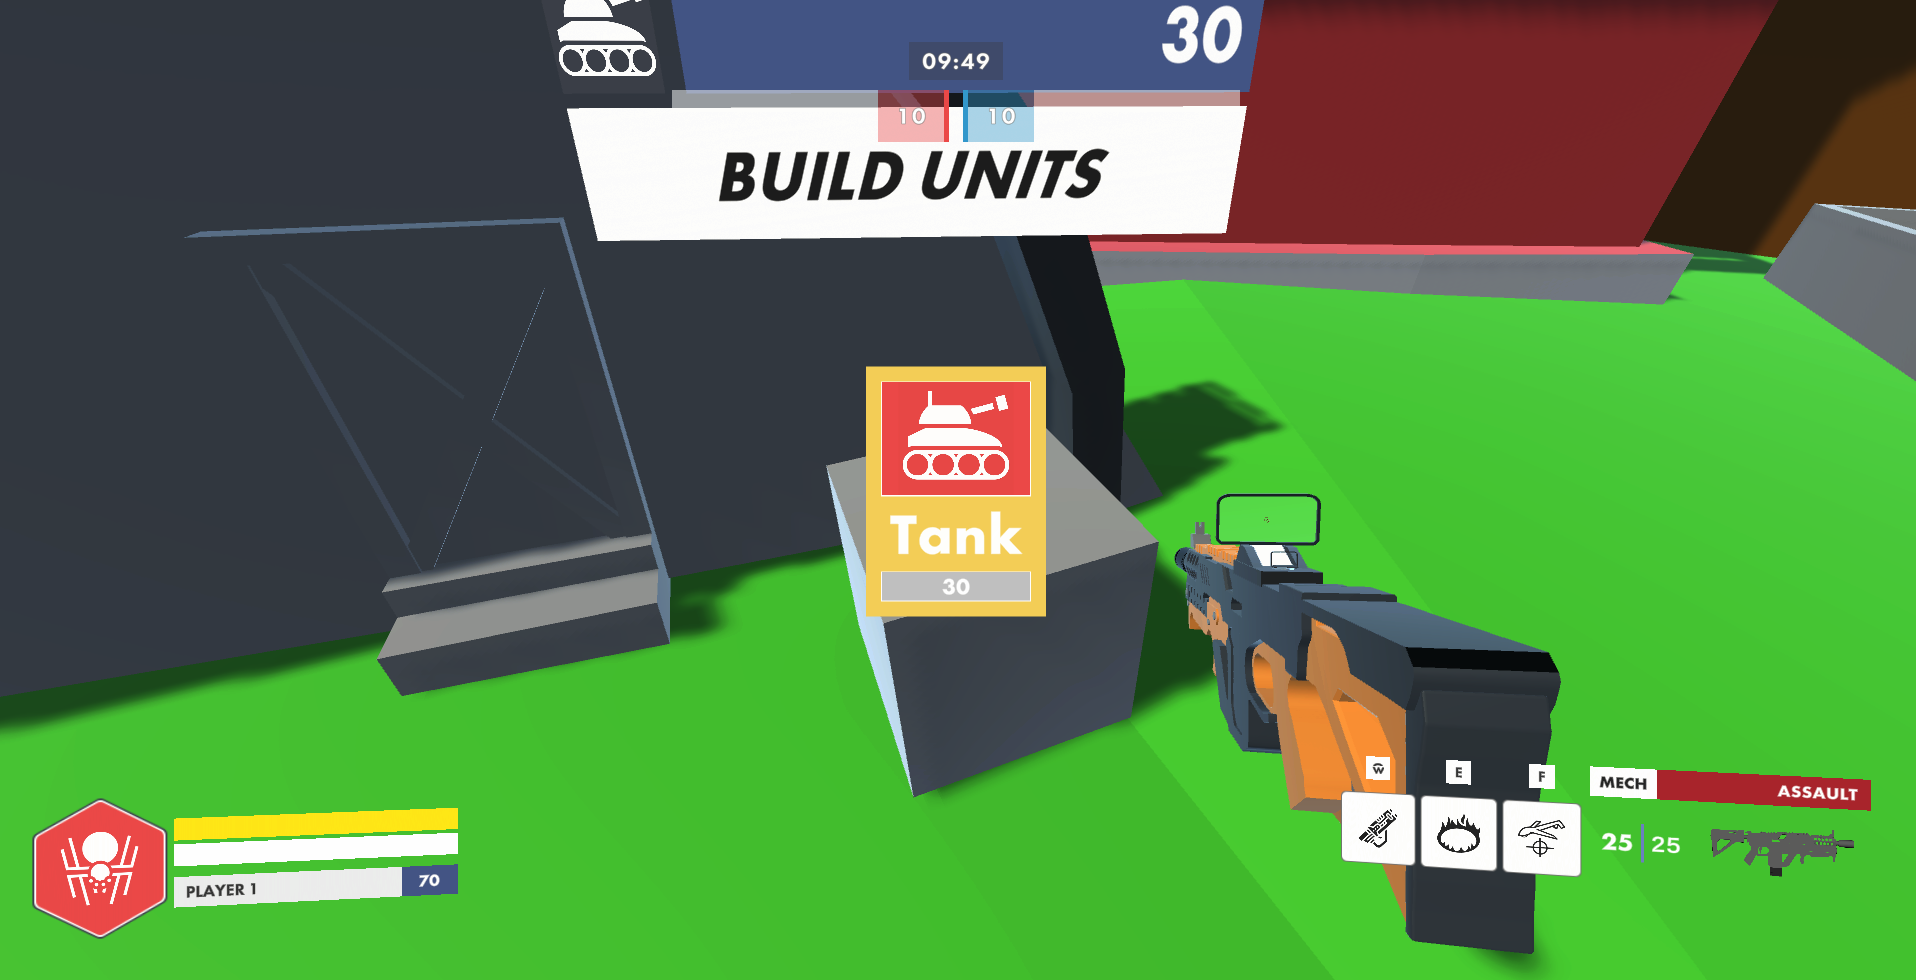 30
09:49
10 10
BUILD UNITS
Tank
30
PLAYER 1 70
W E F
MECH ASSAULT
25 25